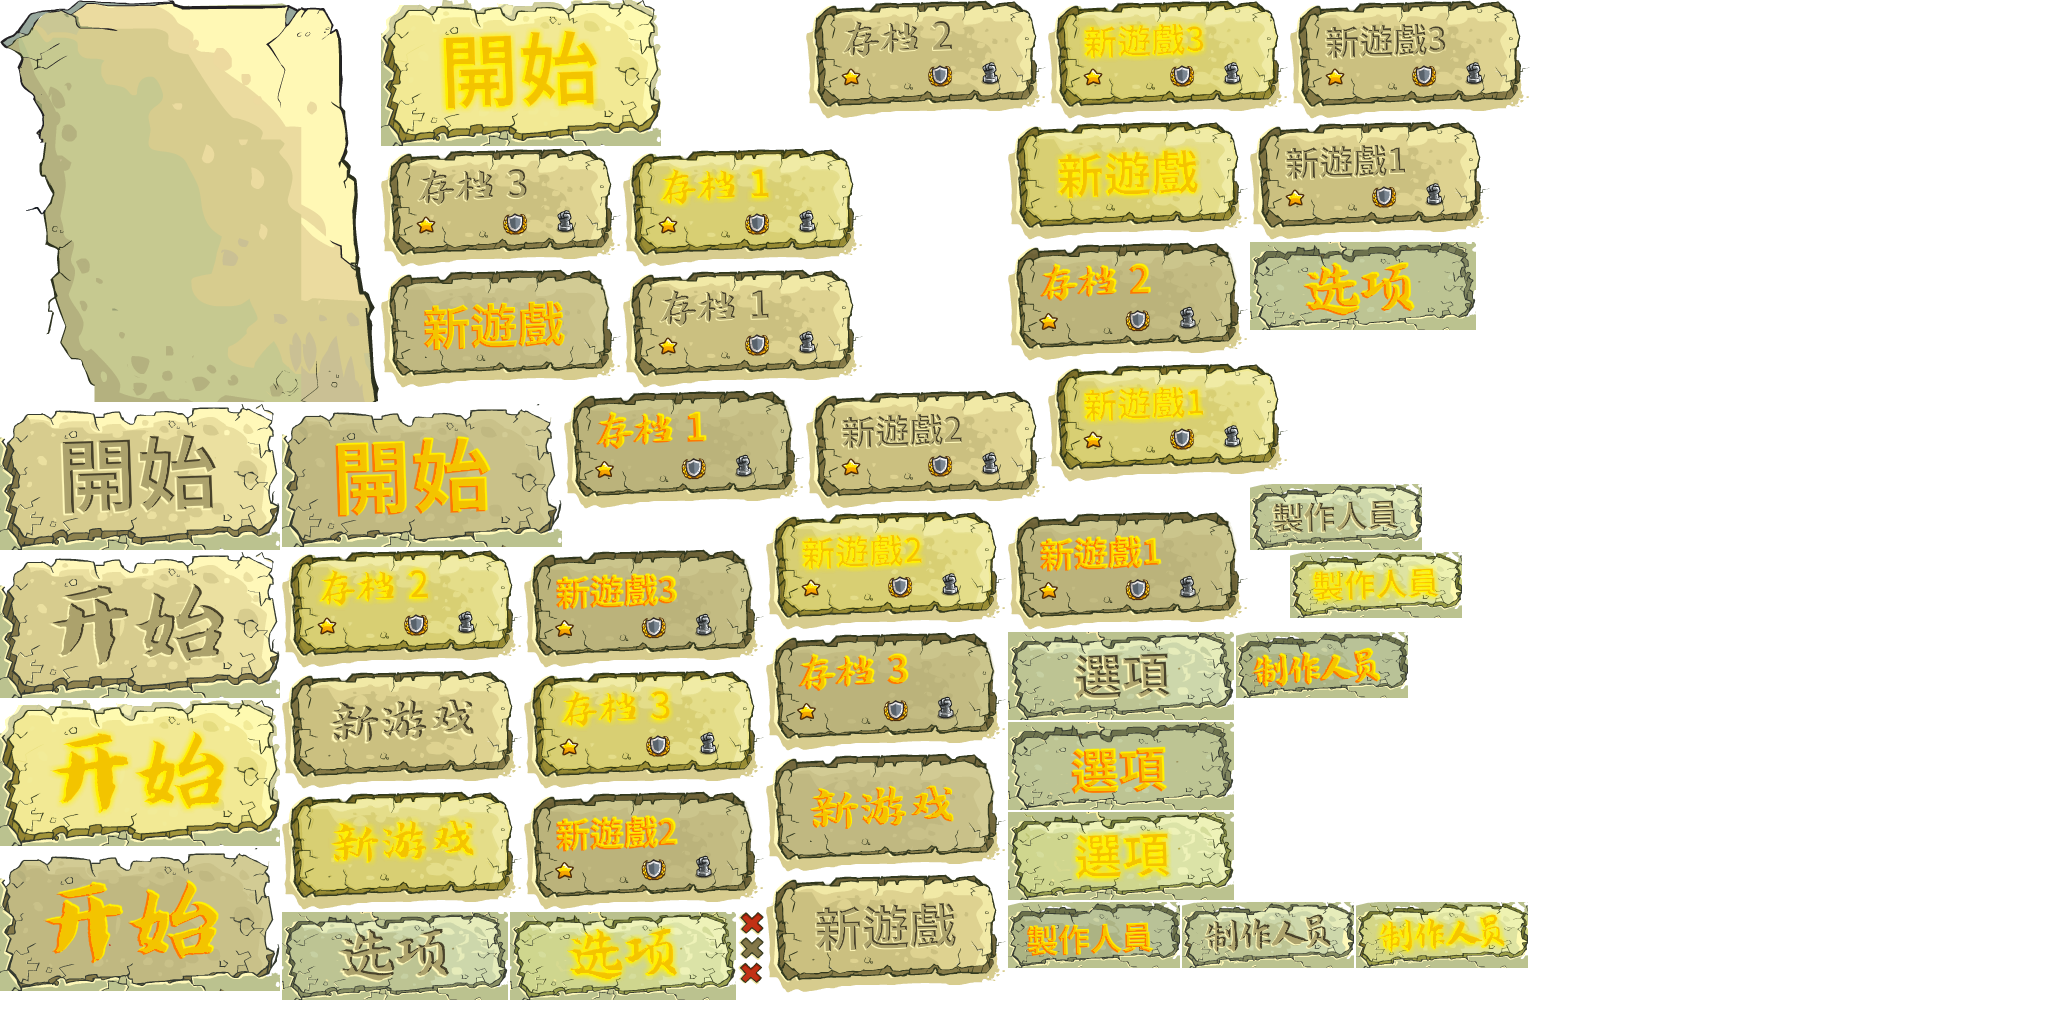 開始
存档 2
新遊戲3
新遊戲3
存档 3
存档 1
新遊戲
新遊戲1
新遊戲
存档 1
存档 2
选项
開始
開始
存档 1
新遊戲2
新遊戲1
製作人員
开始
存档 2
新遊戲3
新遊戲2
新遊戲1
製作人員
开始
新游戏
存档 3
存档 3
選項
制作人员
選項
新游戏
新遊戲2
新游戏
選項
开始
选项
选项
新遊戲
製作人員
制作人员
制作人员